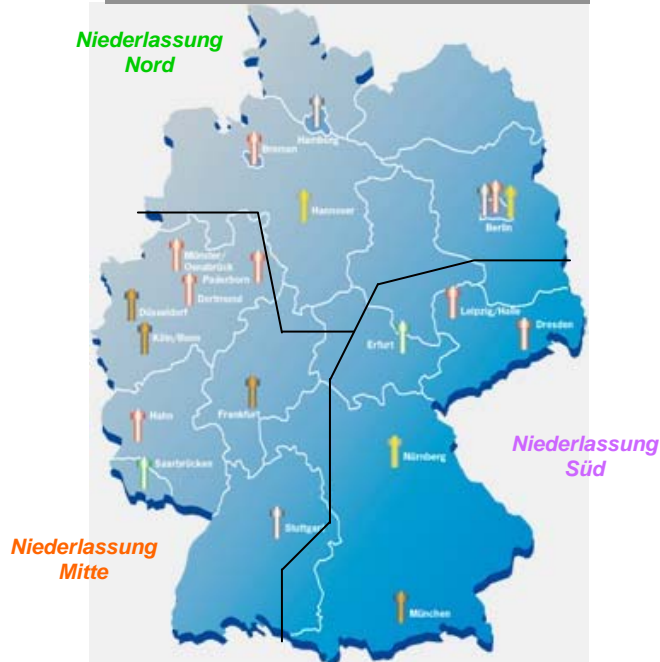 Niederlassung
Nord
Hamburg
Bremen
Hannover
Berlin
Münster/
Osnabrück
Paderborn
Dortmund
Düsseldorf
Köln/Bonn
Leipzig/Halle
Dresden
Erfurt
Frankfurt
Hahn
Saarbrücken
Nürnberg
Niederlassung
Süd
Stuttgart
Niederlassung
Mitte
München